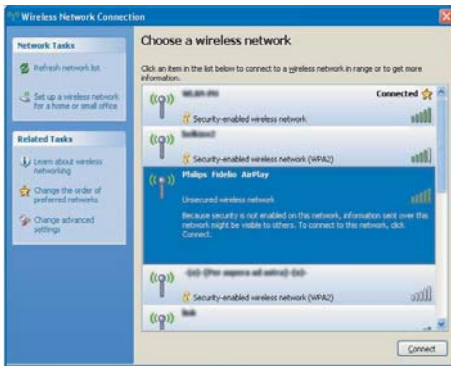 Wireless Network Connection
Network Tasks
Refresh network list
Set up a wireless network
for a home or small office
Related Tasks
Learn about wireless
networking
Change the order of
preferred networks
Change advanced
settings
Choose a wireless network
Click an item in the list below to connect to a wireless network in range or to get more
information.
Connected
Security-enabled wireless network
Security-enabled wireless network (WPA2)
Philips Fidelio AirPlay
Unsecured wireless network
Because security is not enabled on this network, information sent over this
network might be visible to others. To connect to this network, click
Connect.
Security-enabled wireless network (WPA2)
Connect